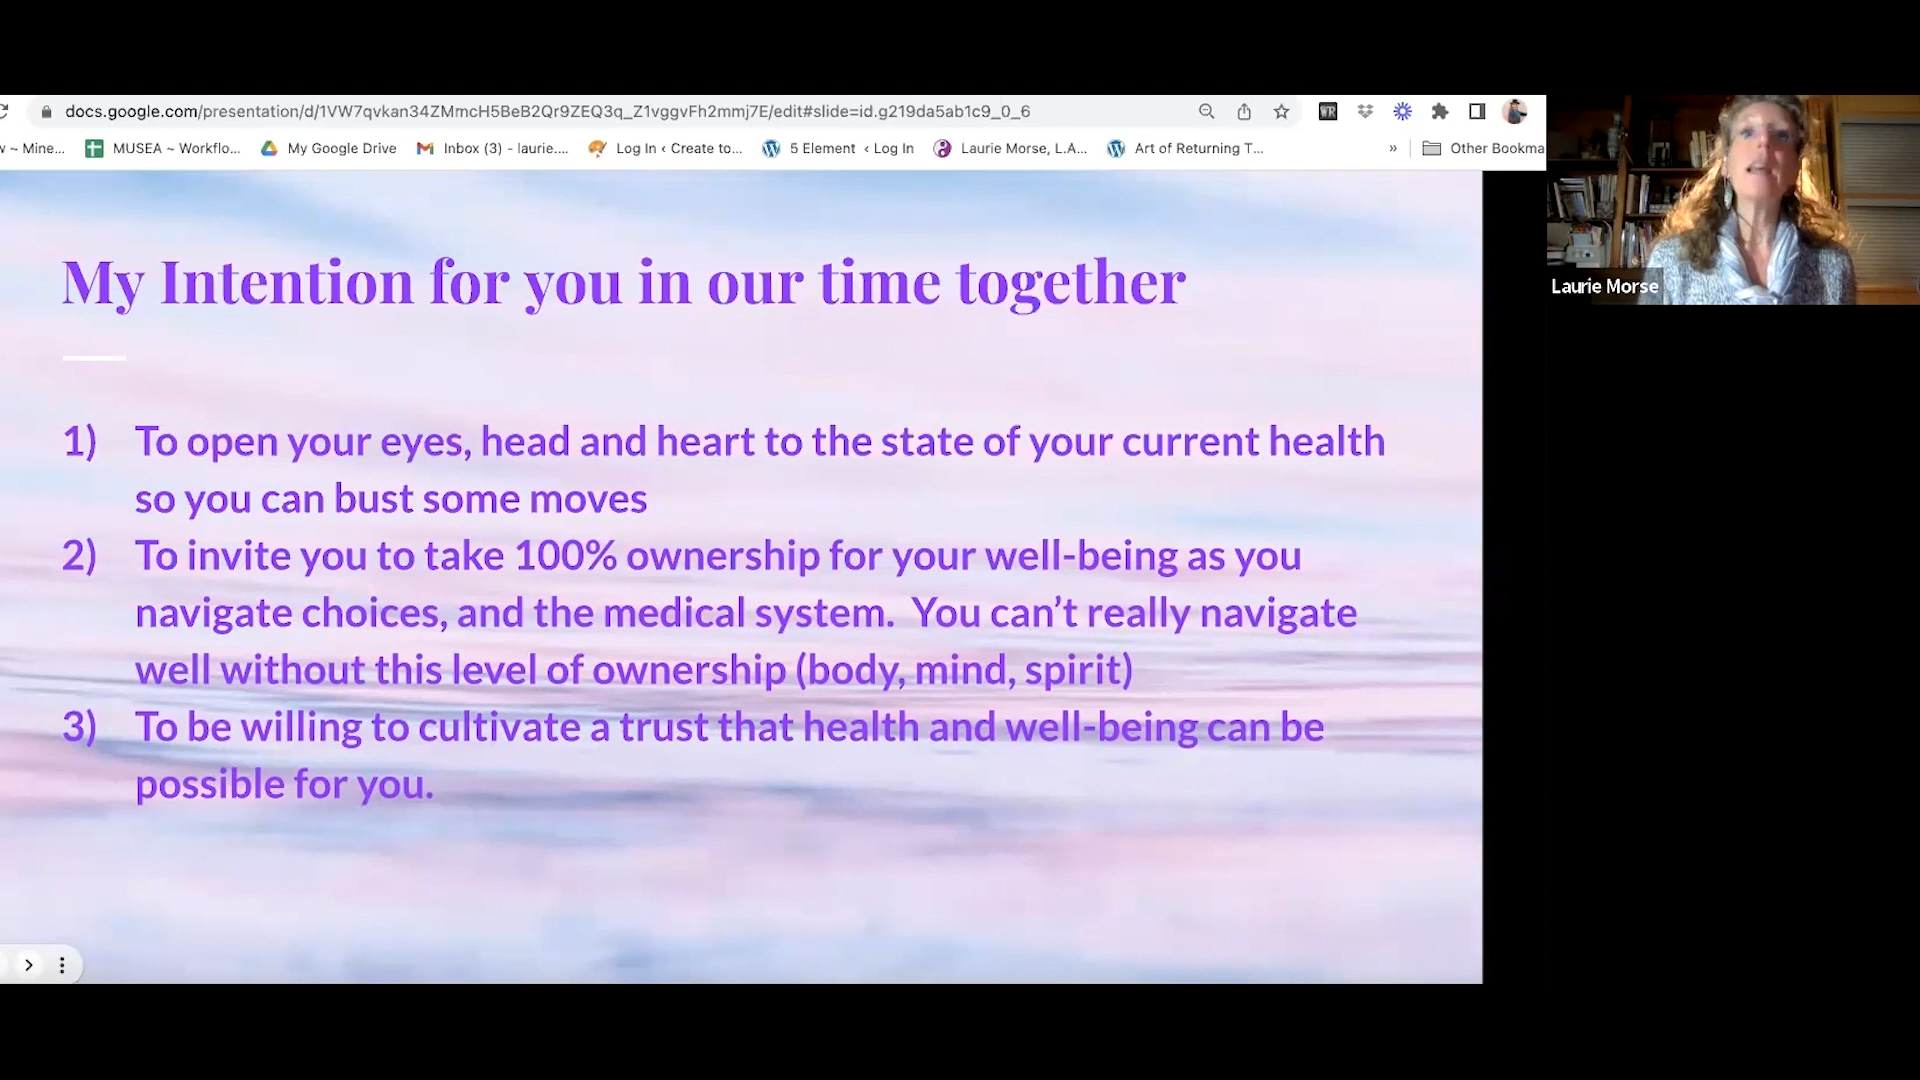 docs.google.com/presentation/d/1VW7qvkan34ZMmcH5BeB2Qr9ZEQ3q_Z1vggvFh2mmj7E/edit#slide=id.g219da5ab1c9_0_6
WR
~ Mine... MUSEA ~ Workflo... My Google Drive Inbox (3) - laurie.... Log In ‹ Create to... 5 Element ‹ Log In Laurie Morse, L.A... Art of Returning T... » Other Bookma
My Intention for you in our time together
1) To open your eyes, head and heart to the state of your current health
so you can bust some moves
2) To invite you to take 100% ownership for your well-being as you
navigate choices, and the medical system. You can't really navigate
well without this level of ownership (body, mind, spirit)
3) To be willing to cultivate a trust that health and well-being can be
possible for you.
Laurie Morse